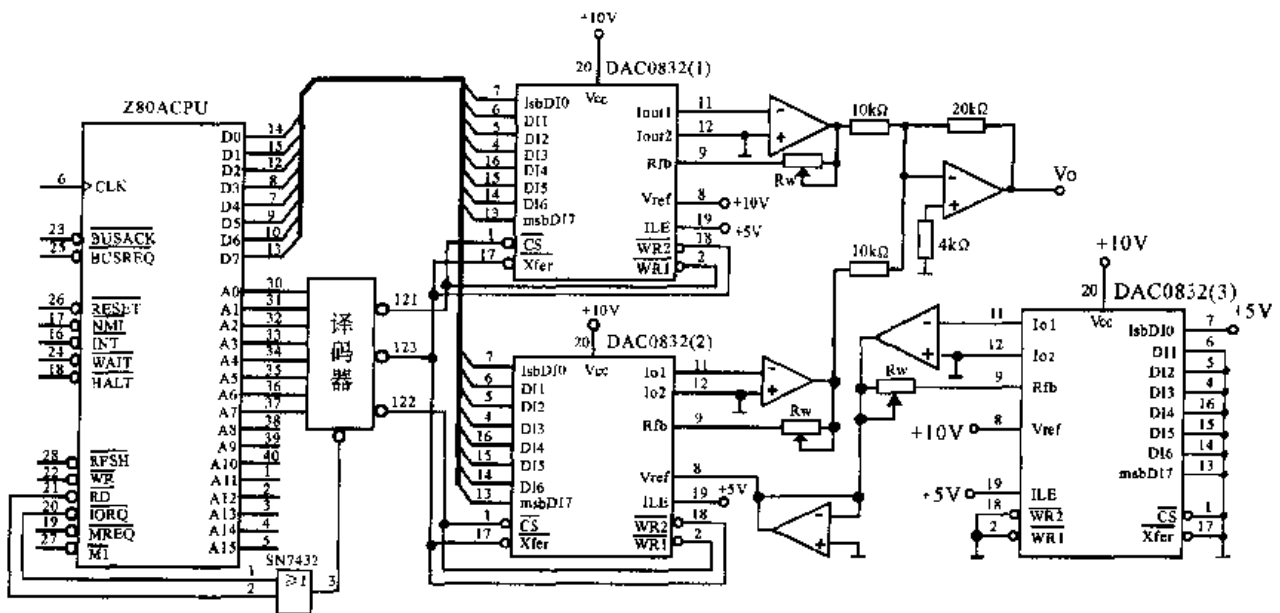 Z80ACPU
6
CLK
23
BUSACK
25
BUSREQ
26
RESET
17
NMI
16
INT
24
WAIT
18
HALT
28
RFSH
22
WR
21
RD
20
IORQ
19
MREQ
27
M1
D0 14
D1 15
D2 12
D3 8
D4 7
D5 9
D6 10
D7 13
A0 30
A1 31
A2 32
A3 33
A4 34
A5 35
A6 36
A7 37
A8 38
A9 39
A10 40
A11 1
A12 2
A13 3
A14 4
A15 5
译码器
121
123
122
SN7432
1
2
≥1
3
+10V
20
DAC0832(1)
Vcc
7 lsbDI0
6 DI1
5 DI2
4 DI3
16 DI4
15 DI5
14 DI6
13 msbDI7
1 CS
17 Xfer
Iout1 11
Iout2 12
Rfb 9
Vref 8
+10V
ILE 19
+5V
WR2 18
WR1 2
Rw
10kΩ
20kΩ
Vo
4kΩ
10kΩ
+10V
20
DAC0832(2)
Vcc
7 lsbDI0
6 DI1
5 DI2
4 DI3
16 DI4
15 DI5
14 DI6
13 msbDI7
1 CS
17 Xfer
Io1 11
Io2 12
Rfb 9
Vref 8
ILE 19
+5V
WR2 18
WR1 2
Rw
Rw
+10V
20
DAC0832(3)
Vcc
11 Io1
12 Io2
9 Rfb
+10V
8 Vref
+5V
19 ILE
18 WR2
2 WR1
+5V
lsbDI0 7
DI1 6
DI2 5
DI3 4
DI4 16
DI5 15
DI6 14
msbDI7 13
CS 1
Xfer 17